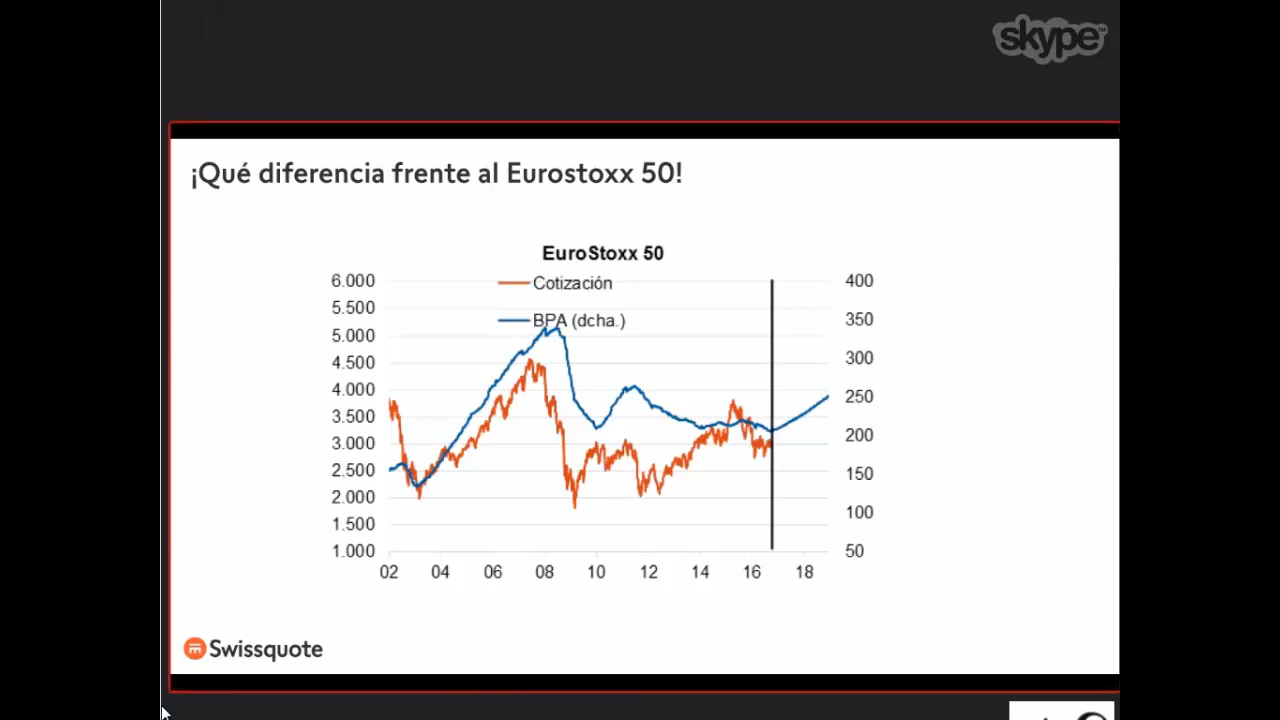 skype™
¡Qué diferencia frente al Eurostoxx 50!
EuroStoxx 50
Cotización
BPA (dcha.)
6.000
5.500
5.000
4.500
4.000
3.500
3.000
2.500
2.000
1.500
1.000
400
350
300
250
200
150
100
50
02 04 06 08 10 12 14 16 18
Swissquote